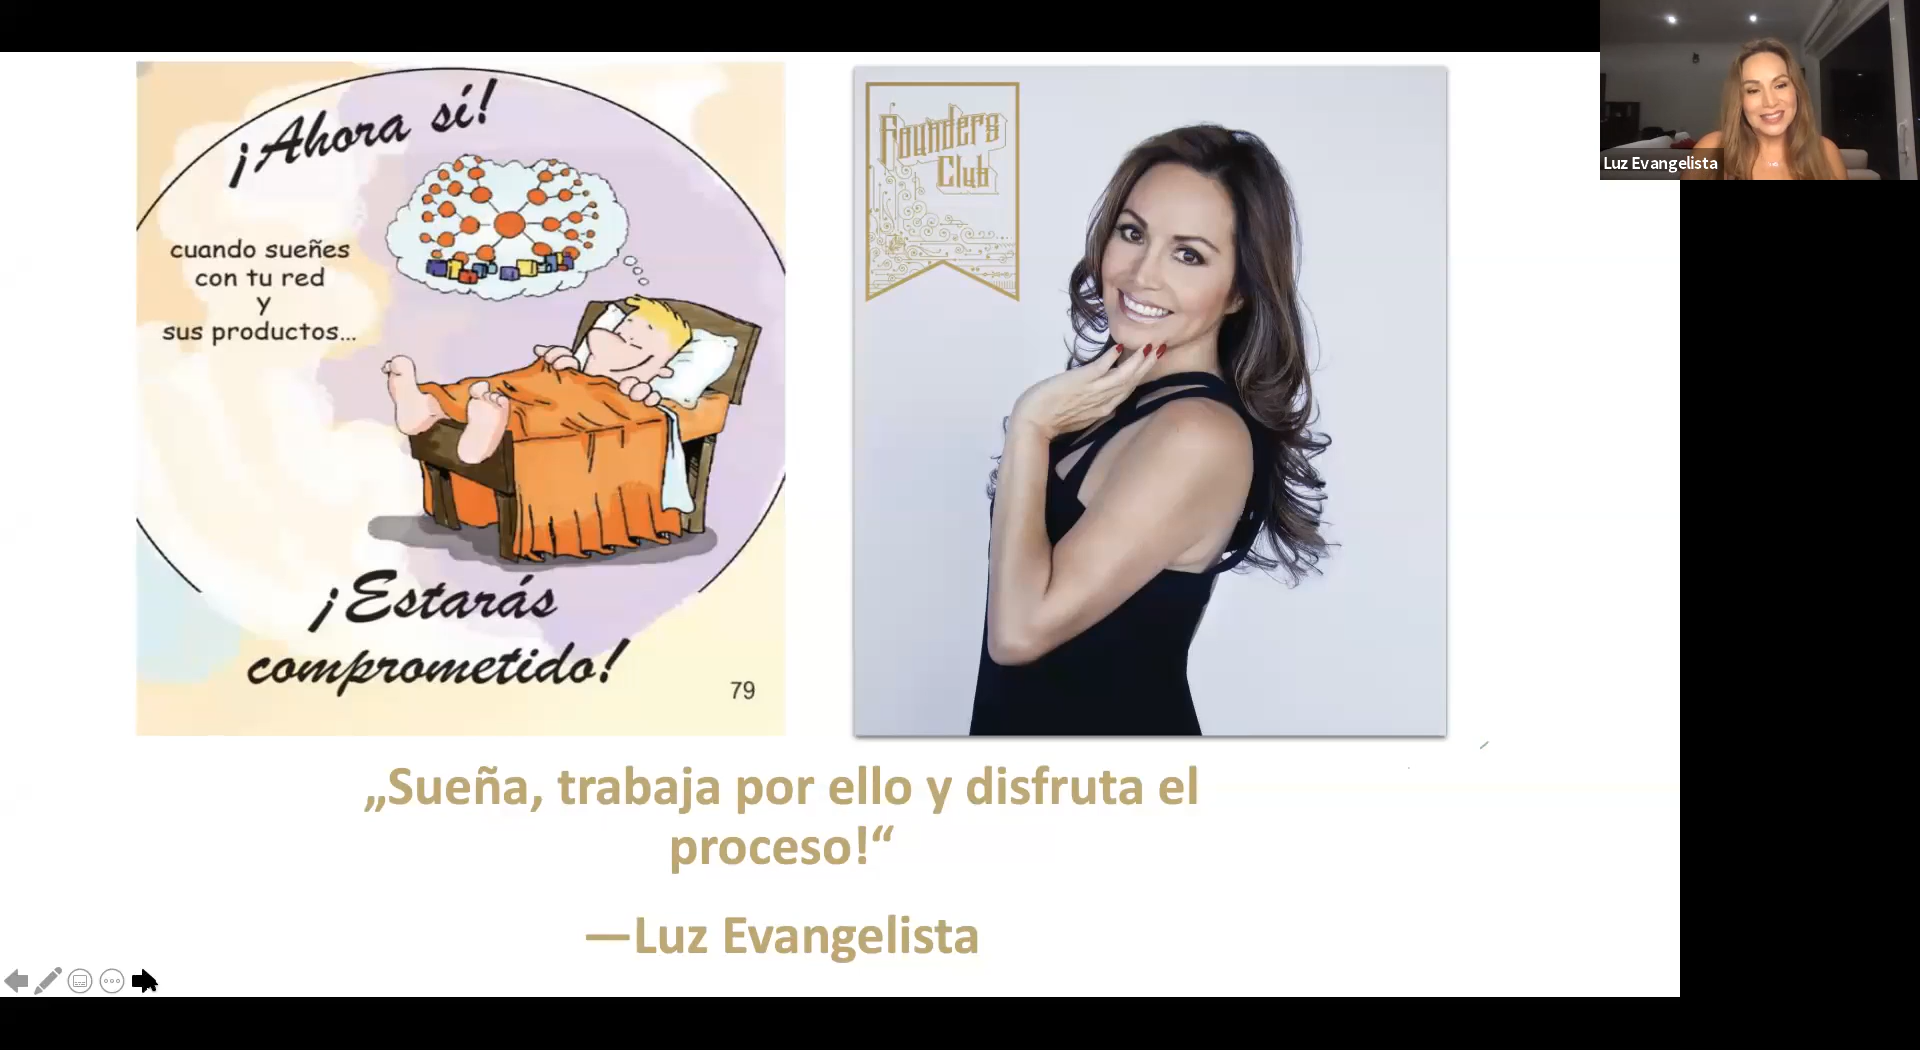 ¡Ahora sí!
cuando sueñes
con tu red
y
sus productos...
¡Estarás
comprometido!
79
Founders
Club
„Sueña, trabaja por ello y disfruta el
proceso!“
—Luz Evangelista
Luz Evangelista